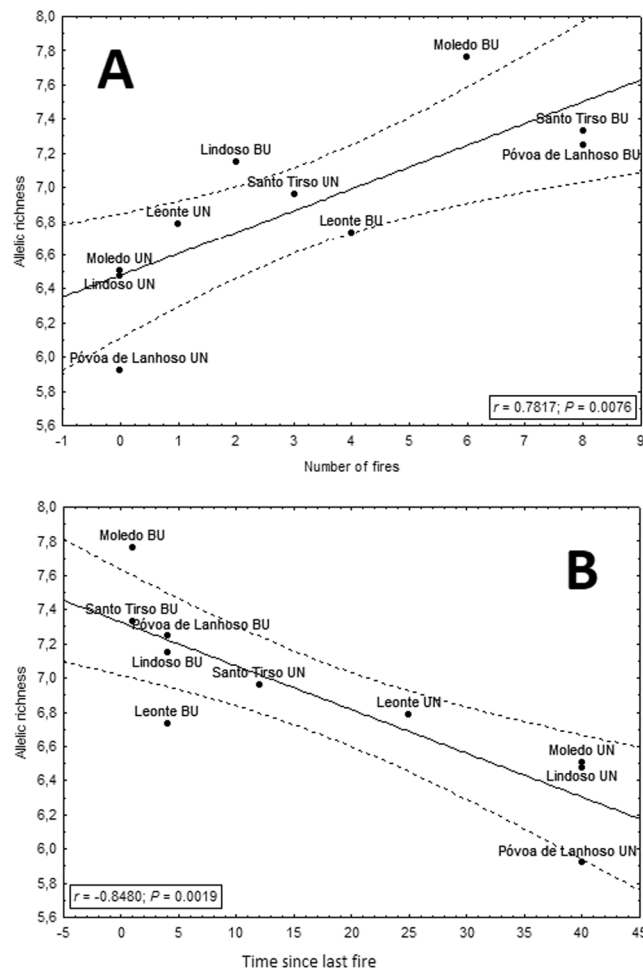 8,0
A
7,8
Moledo BU
7,6
7,4
Santo Tirso BU
Lindoso BU
Póvoa de Lanhoso BU
7,2
Allelic richness
7,0
Santo Tirso UN
6,8
Leonte UN
Leonte BU
6,6
Moledo UN
6,4
Lindoso UN
6,2
6,0
Póvoa de Lanhoso UN
5,8
r = 0.7817; P = 0.0076
5,6
-1 0 1 2 3 4 5 6 7 8 9
Number of fires
8,0
B
7,8
Moledo BU
7,6
7,4
Santo Tirso BU
Póvoa de Lanhoso BU
7,2
Lindoso BU
Allelic richness
7,0
Santo Tirso UN
6,8
Leonte UN
Leonte BU
6,6
Moledo UN
6,4
Lindoso UN
6,2
6,0
Póvoa de Lanhoso UN
5,8
r = -0.8480; P = 0.0019
5,6
-5 0 5 10 15 20 25 30 35 40 45
Time since last fire